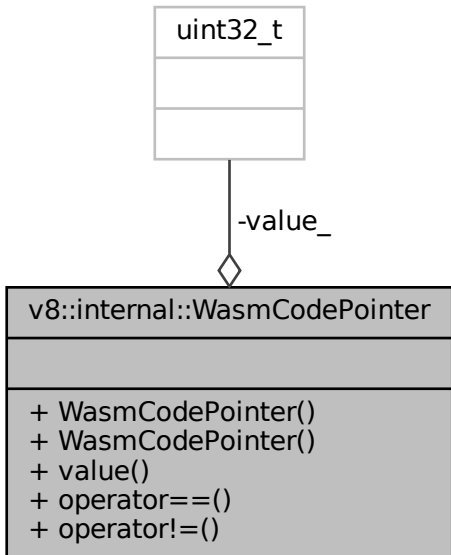 uint32_t
-value_
v8::internal::WasmCodePointer
+ WasmCodePointer()
+ WasmCodePointer()
+ value()
+ operator==()
+ operator!=()